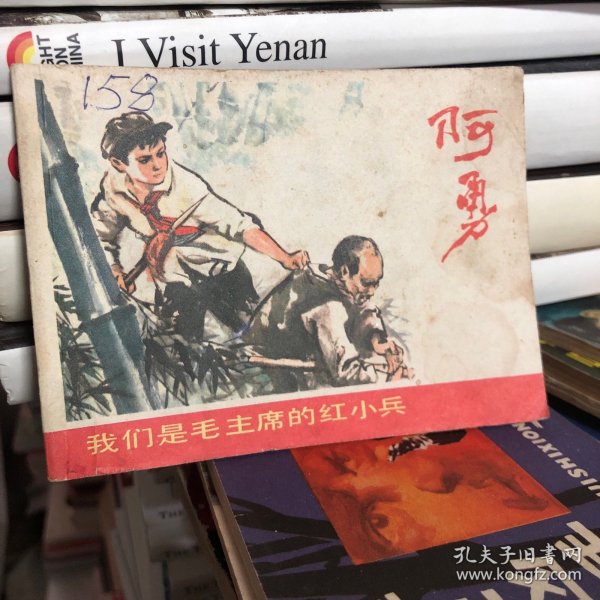 I Visit Yenan
158
阿勇
我们是毛主席的红小兵
UISHIXION
孔夫子旧书网
www.kongfz.com